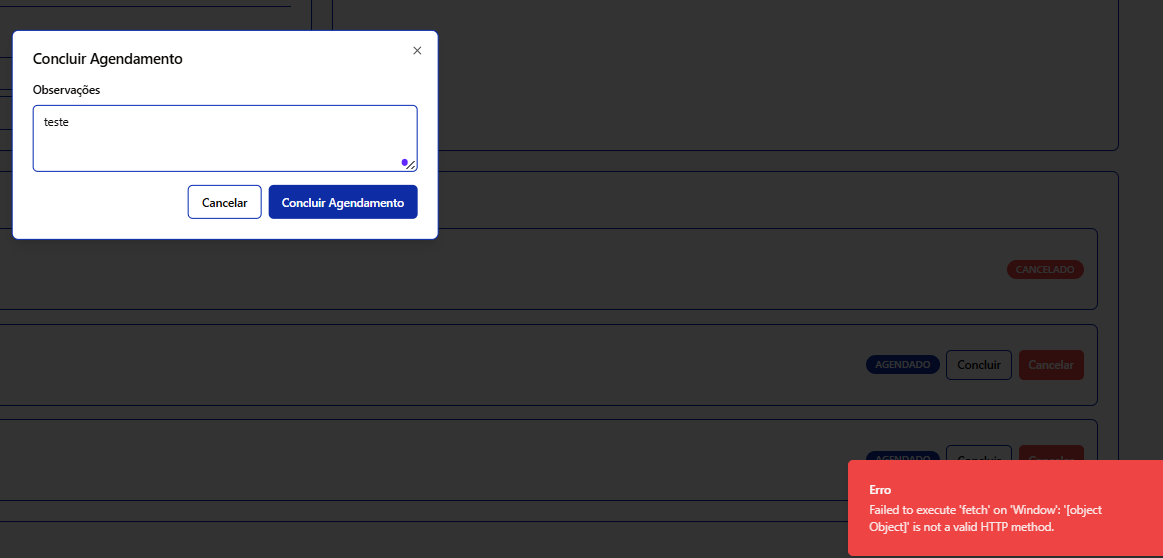 Concluir Agendamento
Observações
teste
Cancelar
Concluir Agendamento
CANCELADO
AGENDADO
Concluir
Cancelar
AGENDADO
Concluir
Cancelar
Erro
Failed to execute 'fetch' on 'Window': '[object
Object]' is not a valid HTTP method.